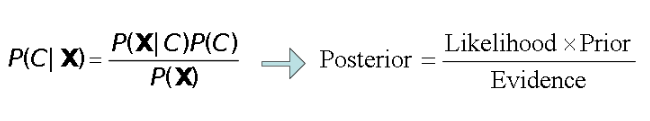 P(C| X) = P(X| C)P(C) / P(X)
Posterior = Likelihood × Prior / Evidence